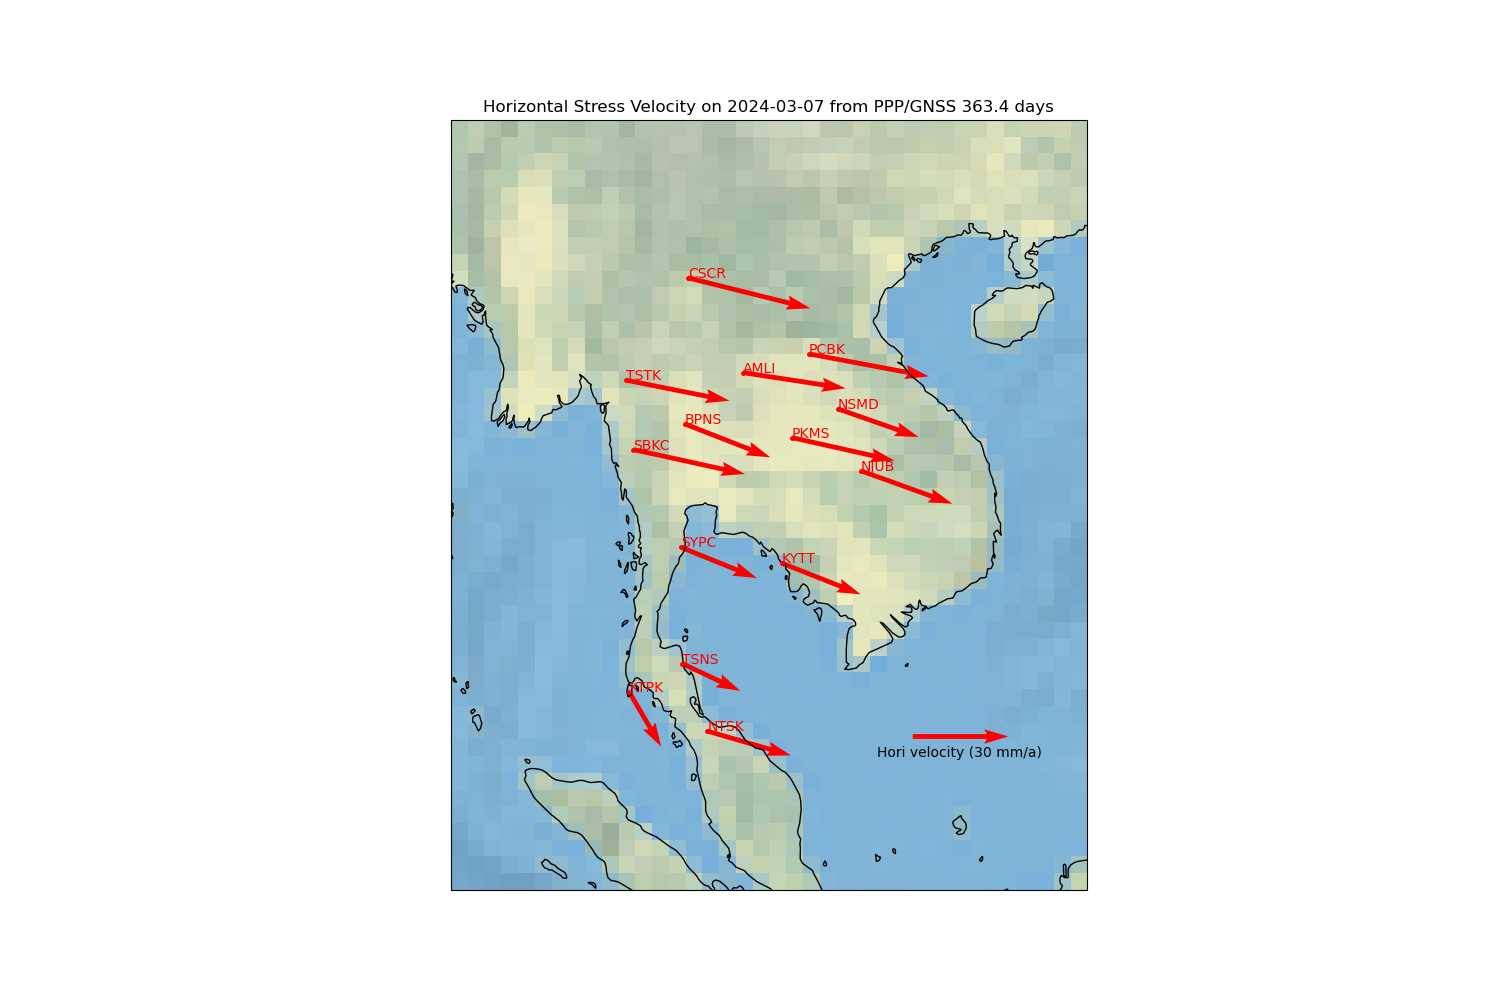 Horizontal Stress Velocity on 2024-03-07 from PPP/GNSS 363.4 days
CSCR
PCBK
AMLI
TSTK
NSMD
BPNS
PKMS
SBKC
NJUB
SYPC
KYTT
TSNS
KTPK
NTSK
Hori velocity (30 mm/a)